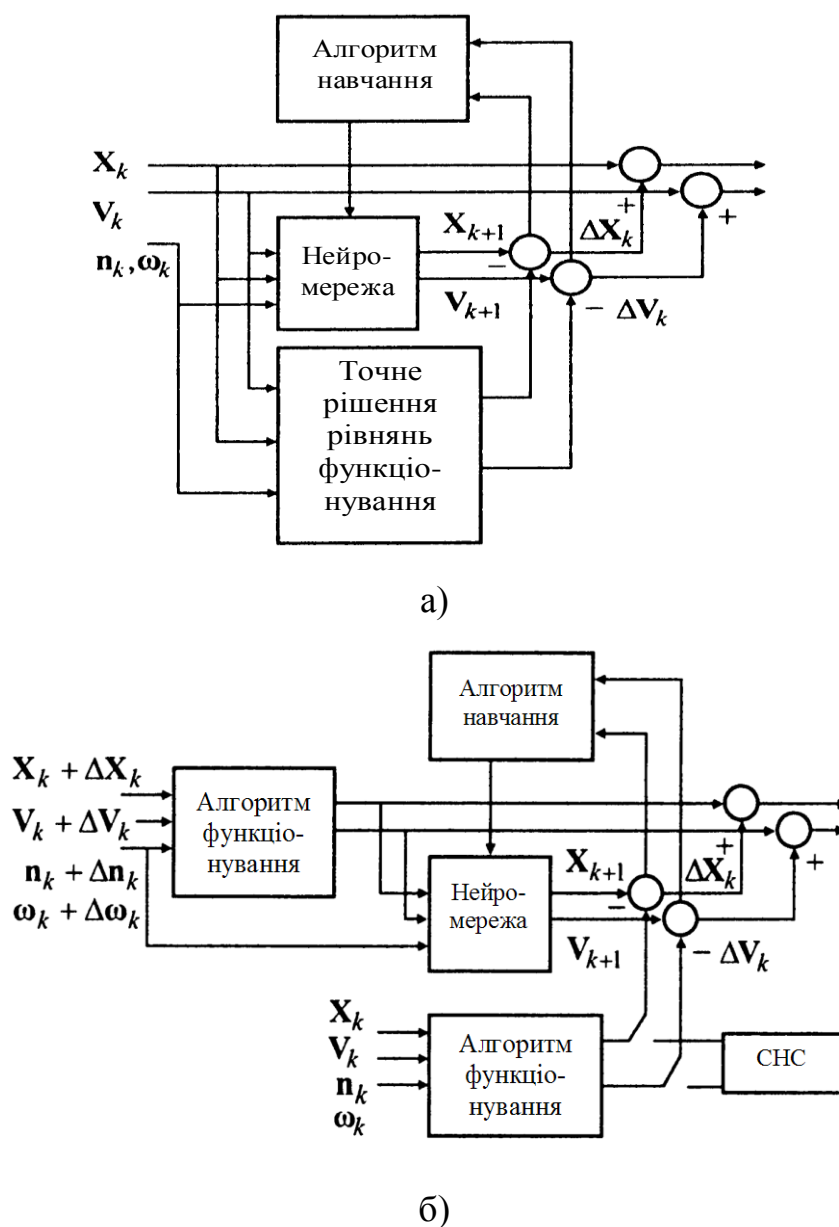 Алгоритм
навчання
X_k
V_k
n_k, ω_k
Нейро-
мережа
X_{k+1}
−
ΔX_k
+
+
V_{k+1}
− ΔV_k
Точне
рішення
рівнянь
функціо-
нування
а)
Алгоритм
навчання
X_k + ΔX_k
V_k + ΔV_k
n_k + Δn_k
ω_k + Δω_k
Алгоритм
функціо-
нування
Нейро-
мережа
X_{k+1}
−
ΔX_k
+
+
V_{k+1}
− ΔV_k
X_k
V_k
n_k
ω_k
Алгоритм
функціо-
нування
СНС
б)